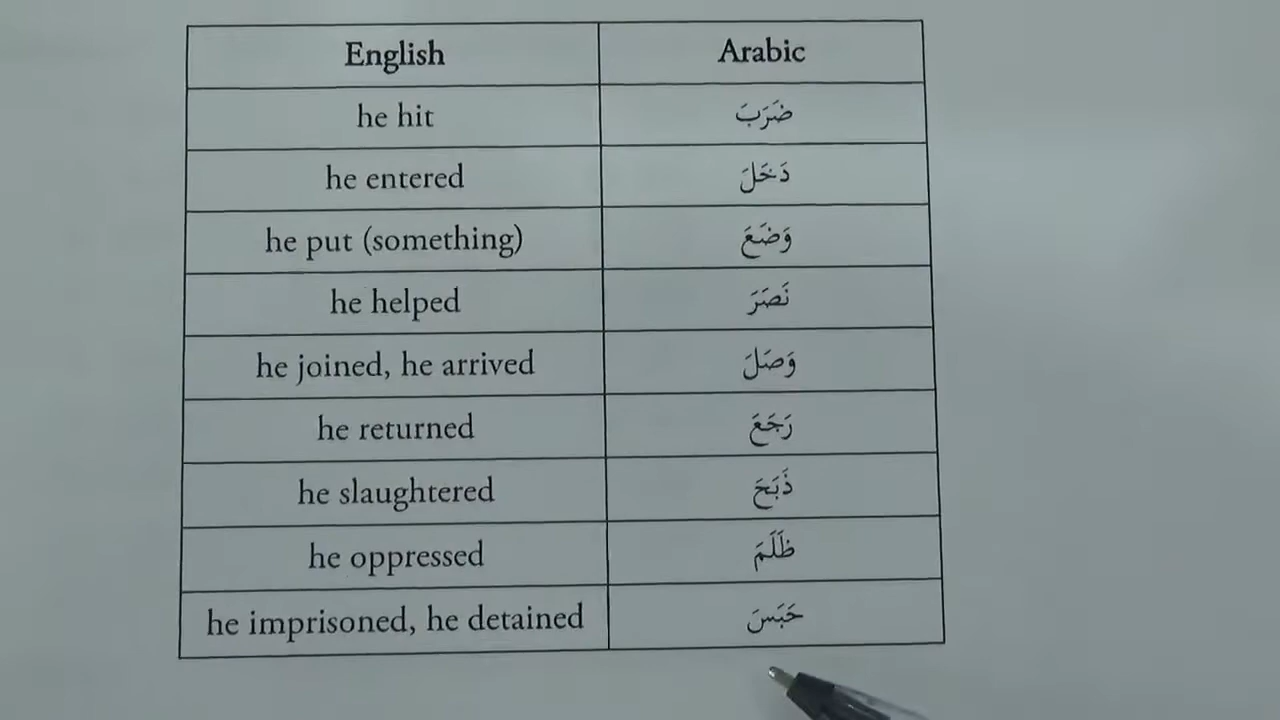 English Arabic
he hit ضَرَبَ
he entered دَخَلَ
he put (something) وَضَعَ
he helped نَصَرَ
he joined, he arrived وَصَلَ
he returned رَجَعَ
he slaughtered ذَبَحَ
he oppressed ظَلَمَ
he imprisoned, he detained حَبَسَ